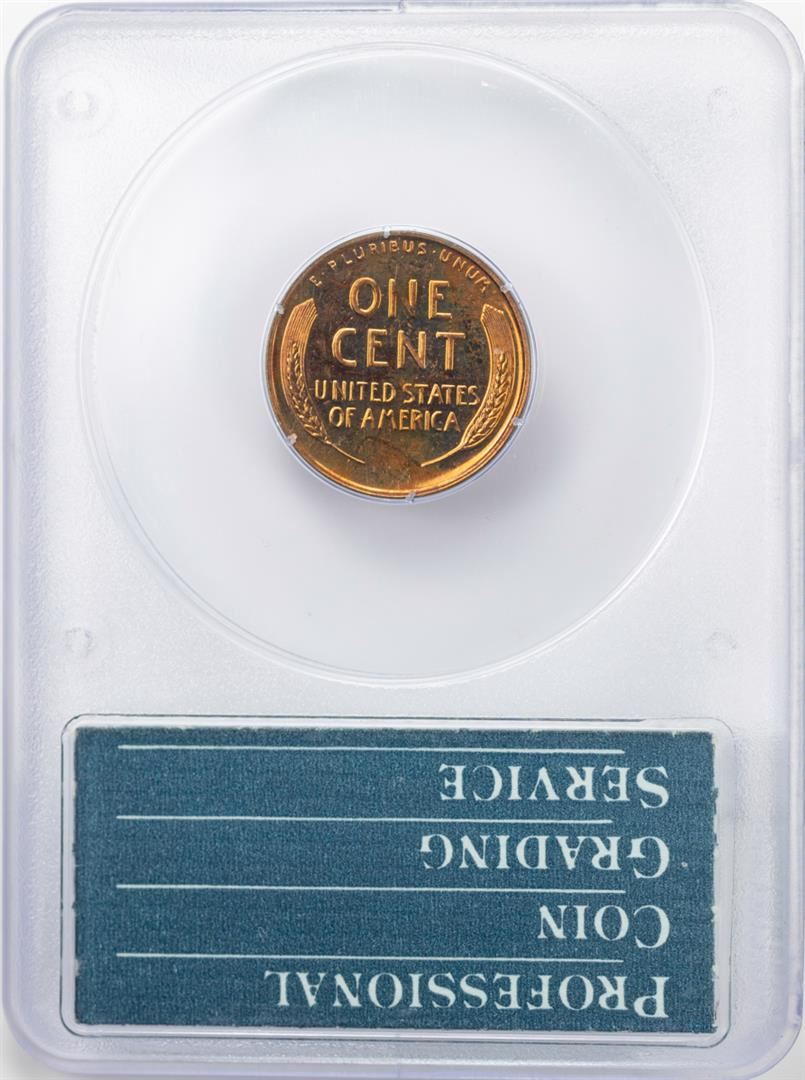 E · PLURIBUS · UNUM
ONE
CENT
UNITED STATES
OF AMERICA
PROFESSIONAL
COIN
GRADING
SERVICE